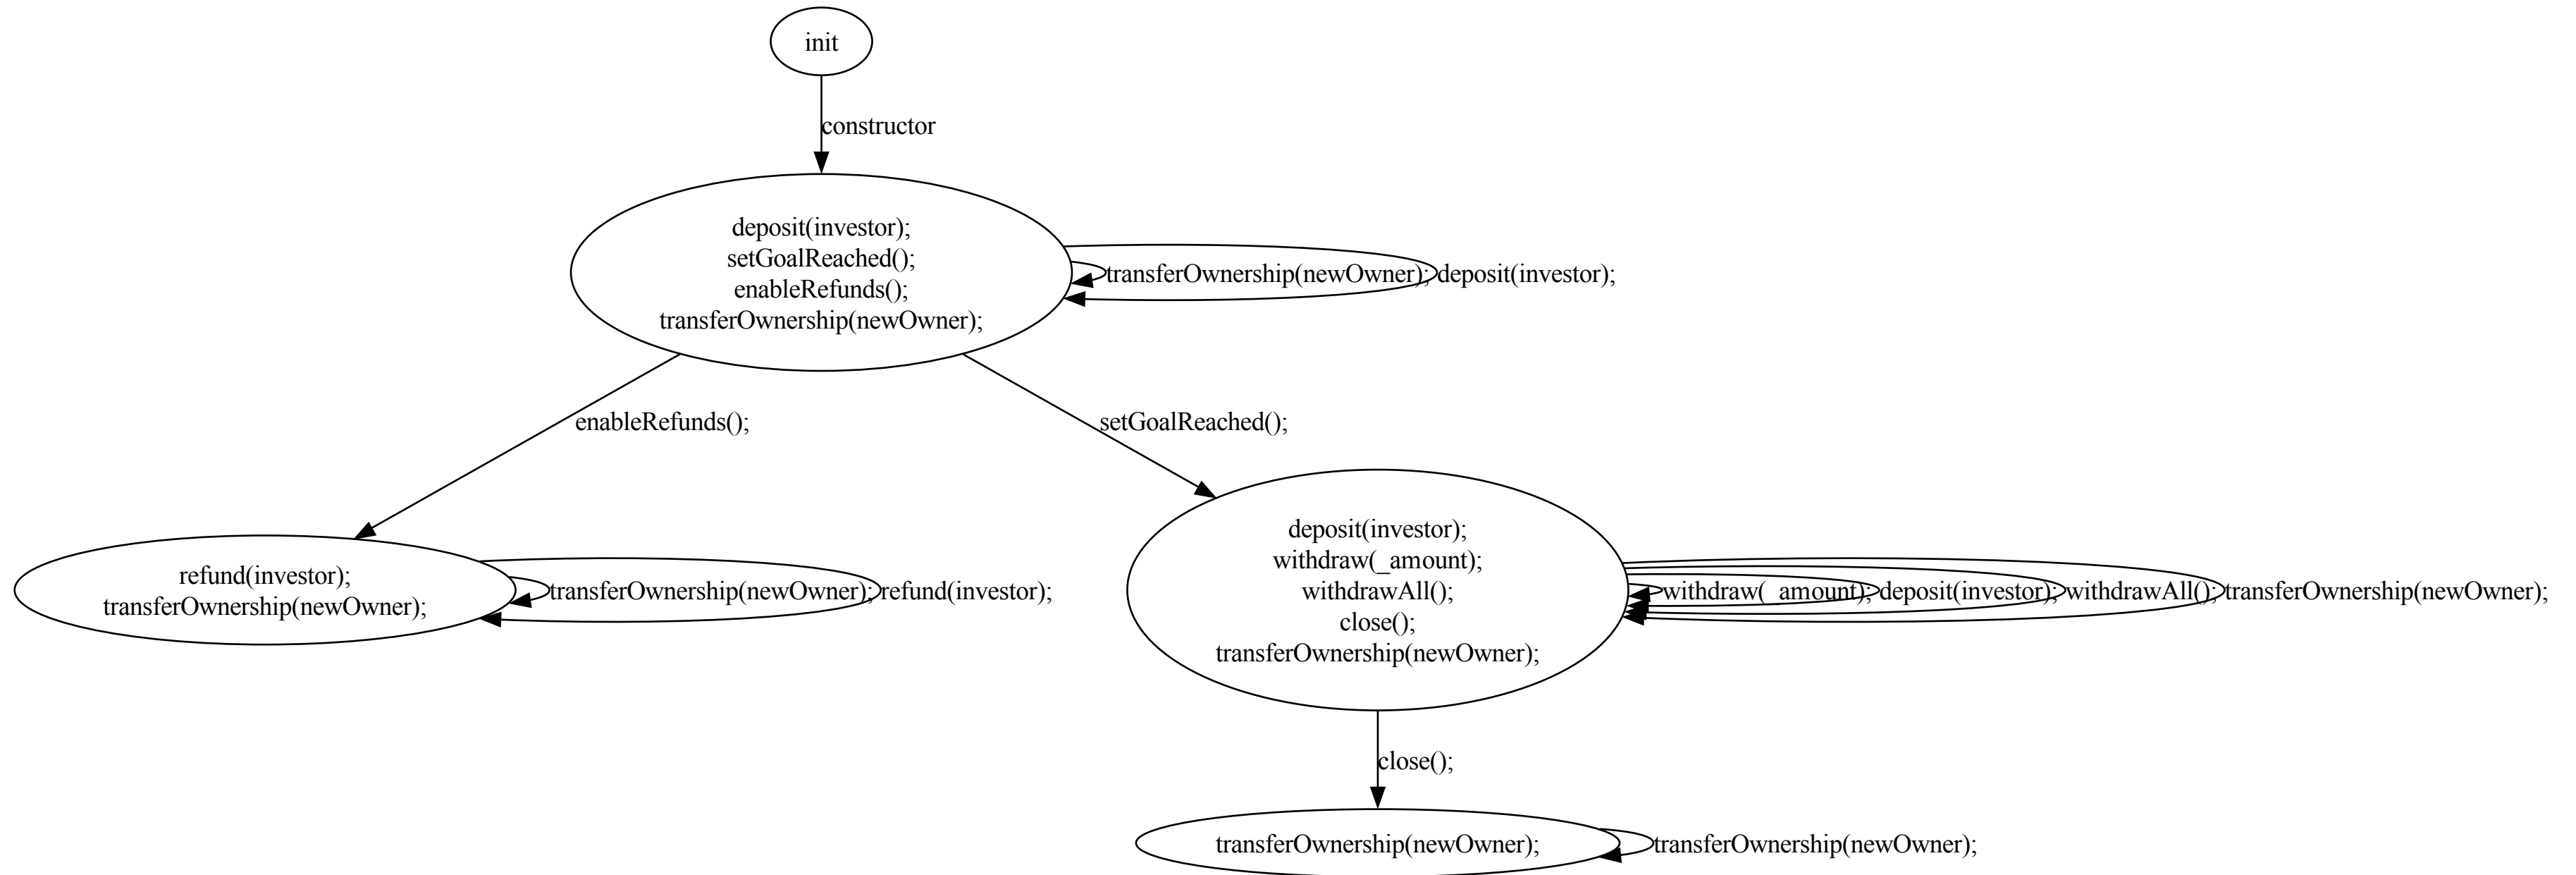 init
constructor
deposit(investor);
setGoalReached();
enableRefunds();
transferOwnership(newOwner);
transferOwnership(newOwner);
deposit(investor);
enableRefunds();
setGoalReached();
refund(investor);
transferOwnership(newOwner);
transferOwnership(newOwner);
refund(investor);
deposit(investor);
withdraw(_amount);
withdrawAll();
close();
transferOwnership(newOwner);
withdraw(_amount);
deposit(investor);
withdrawAll();
transferOwnership(newOwner);
close();
transferOwnership(newOwner);
transferOwnership(newOwner);